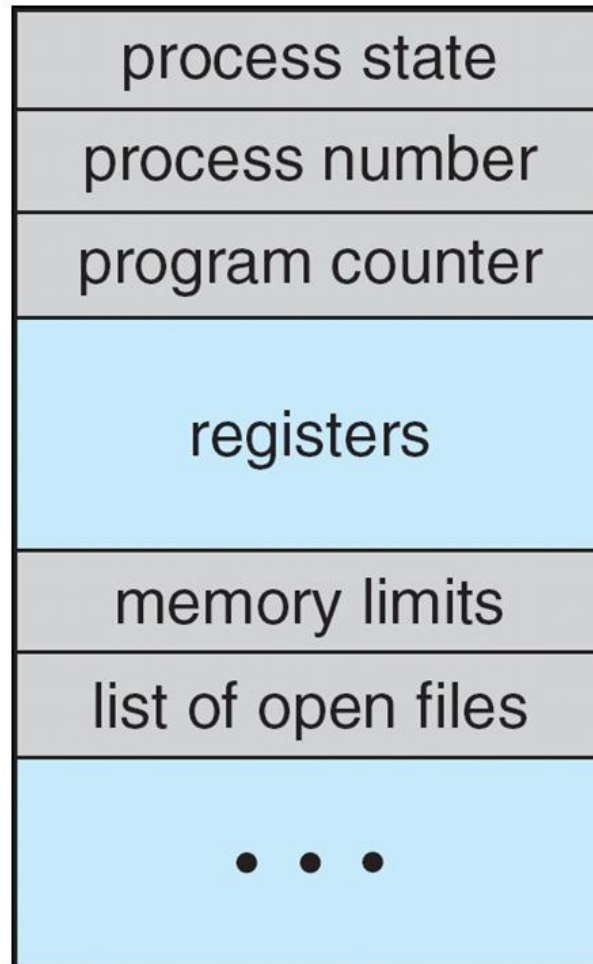 process state
process number
program counter
registers
memory limits
list of open files
• • •